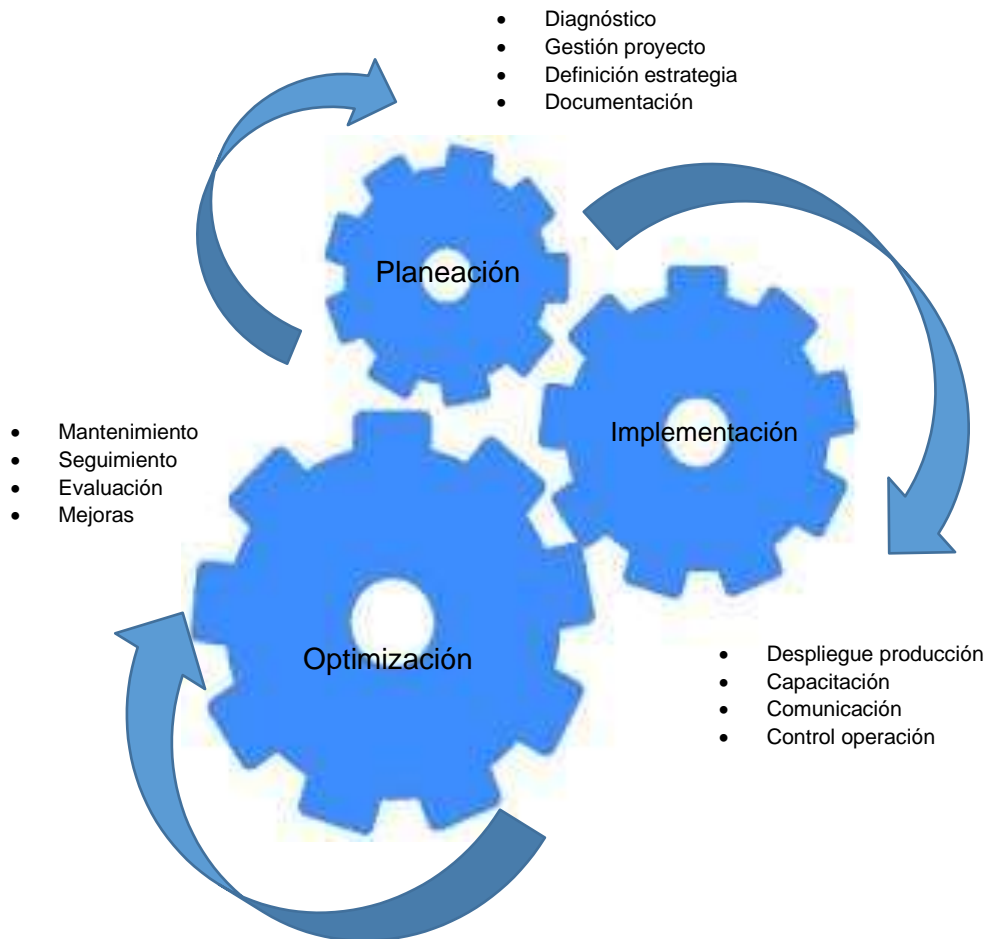 • Diagnóstico
• Gestión proyecto
• Definición estrategia
• Documentación
Planeación
Implementación
• Mantenimiento
• Seguimiento
• Evaluación
• Mejoras
Optimización
• Despliegue producción
• Capacitación
• Comunicación
• Control operación